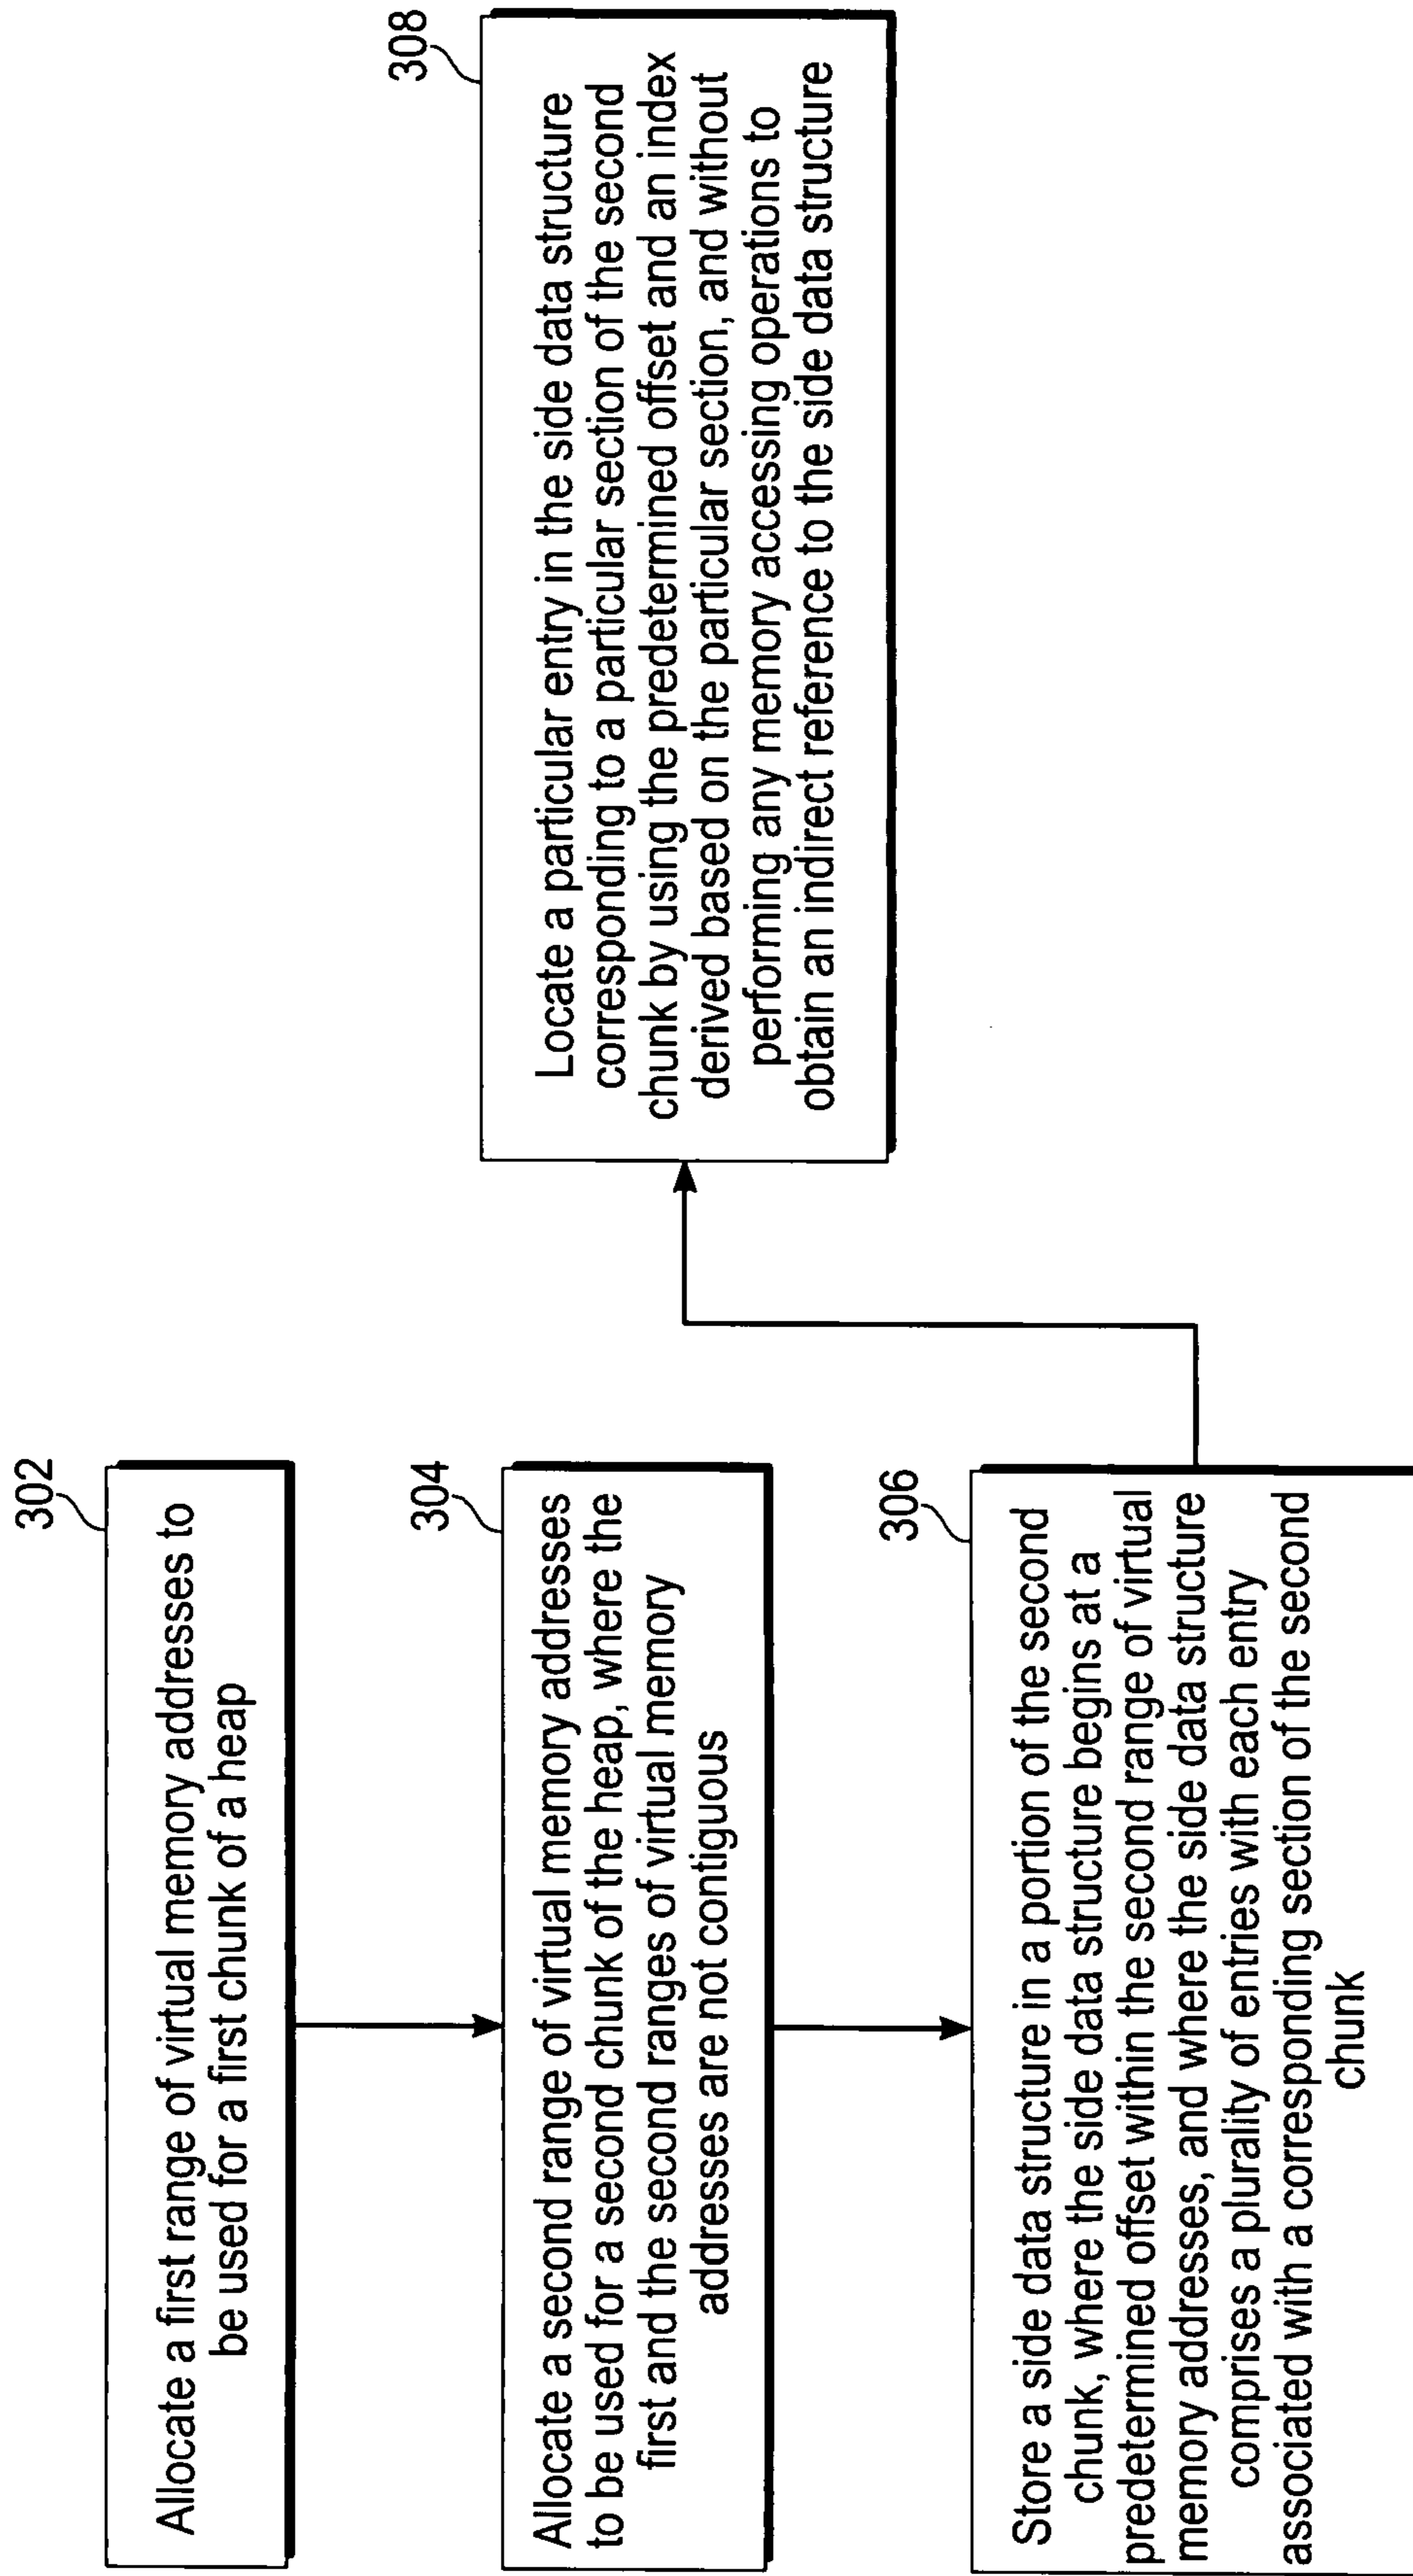 302
Allocate a first range of virtual memory addresses to
be used for a first chunk of a heap
304
Allocate a second range of virtual memory addresses
to be used for a second chunk of the heap, where the
first and the second ranges of virtual memory
addresses are not contiguous
306
Store a side data structure in a portion of the second
chunk, where the side data structure begins at a
predetermined offset within the second range of virtual
memory addresses, and where the side data structure
comprises a plurality of entries with each entry
associated with a corresponding section of the second
chunk
308
Locate a particular entry in the side data structure
corresponding to a particular section of the second
chunk by using the predetermined offset and an index
derived based on the particular section, and without
performing any memory accessing operations to
obtain an indirect reference to the side data structure